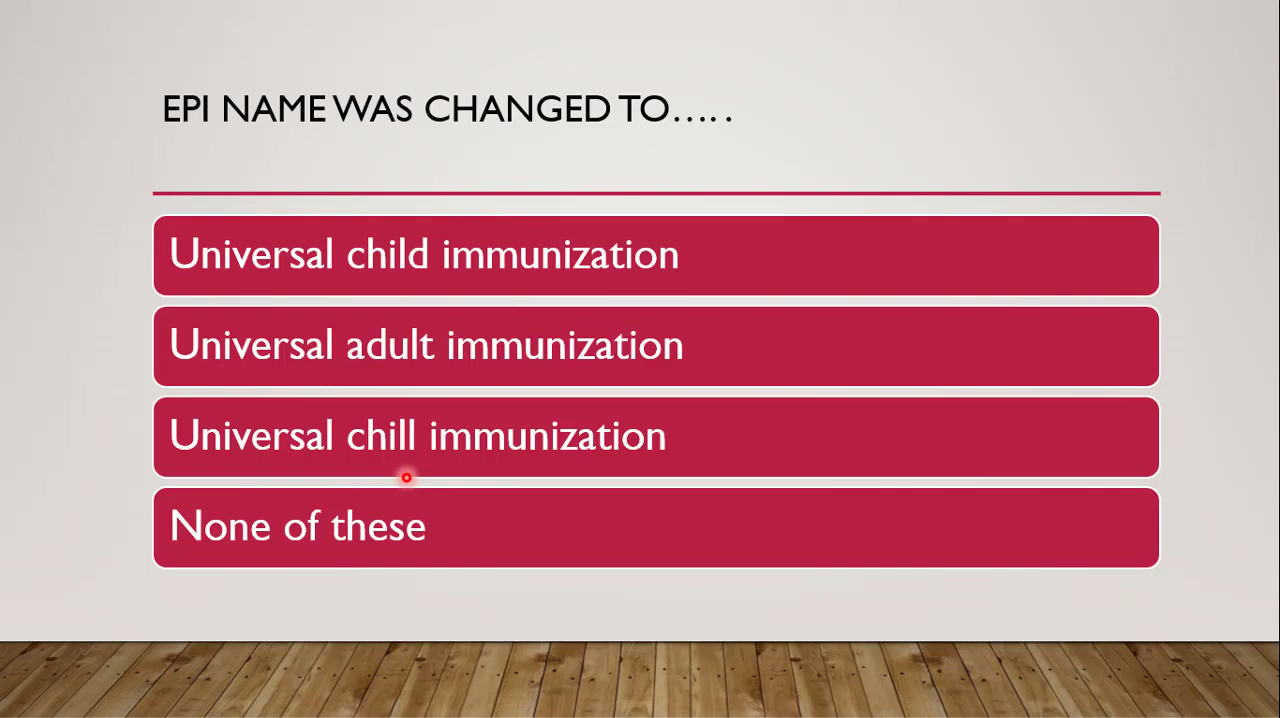 EPI NAME WAS CHANGED TO…. .
Universal child immunization
Universal adult immunization
Universal chill immunization
None of these